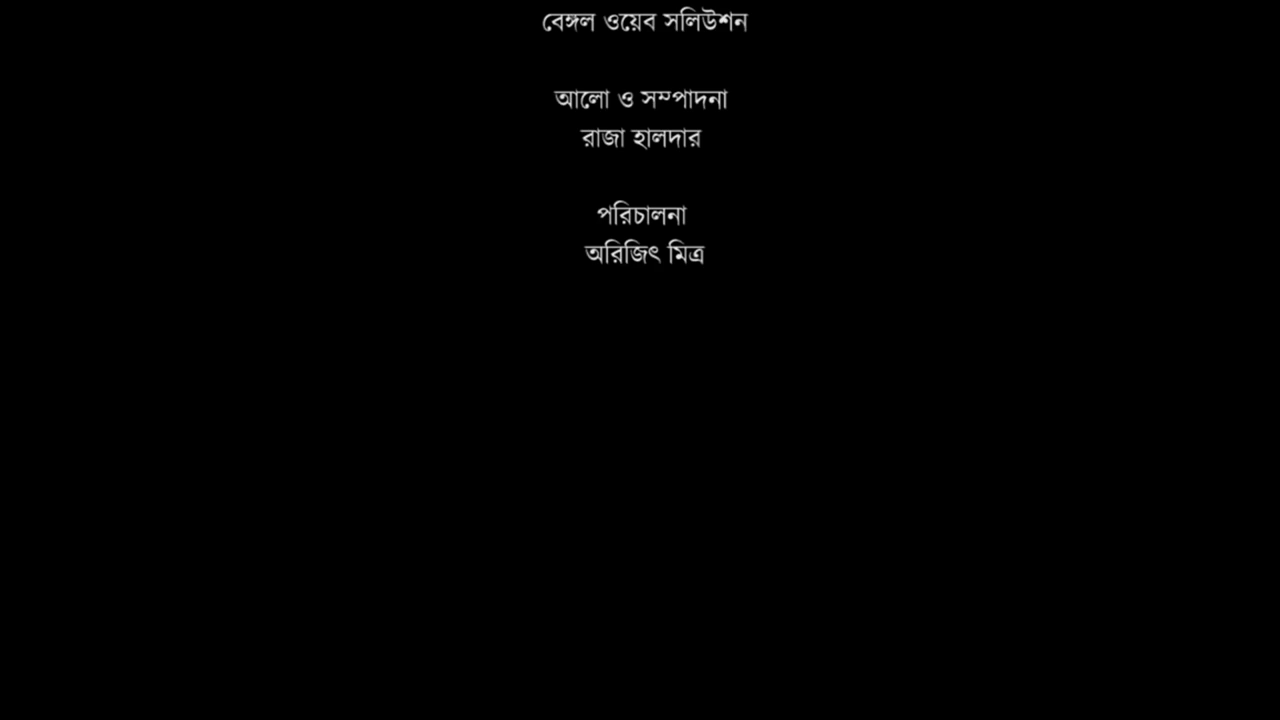 বেঙ্গল ওয়েব সলিউশন
আলো ও সম্পাদনা
রাজা হালদার
পরিচালনা
অরিজিৎ মিত্র